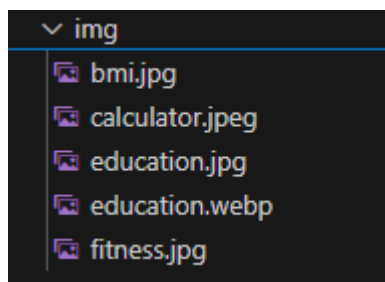 img
bmi.jpg
calculator.jpeg
education.jpg
education.webp
fitness.jpg